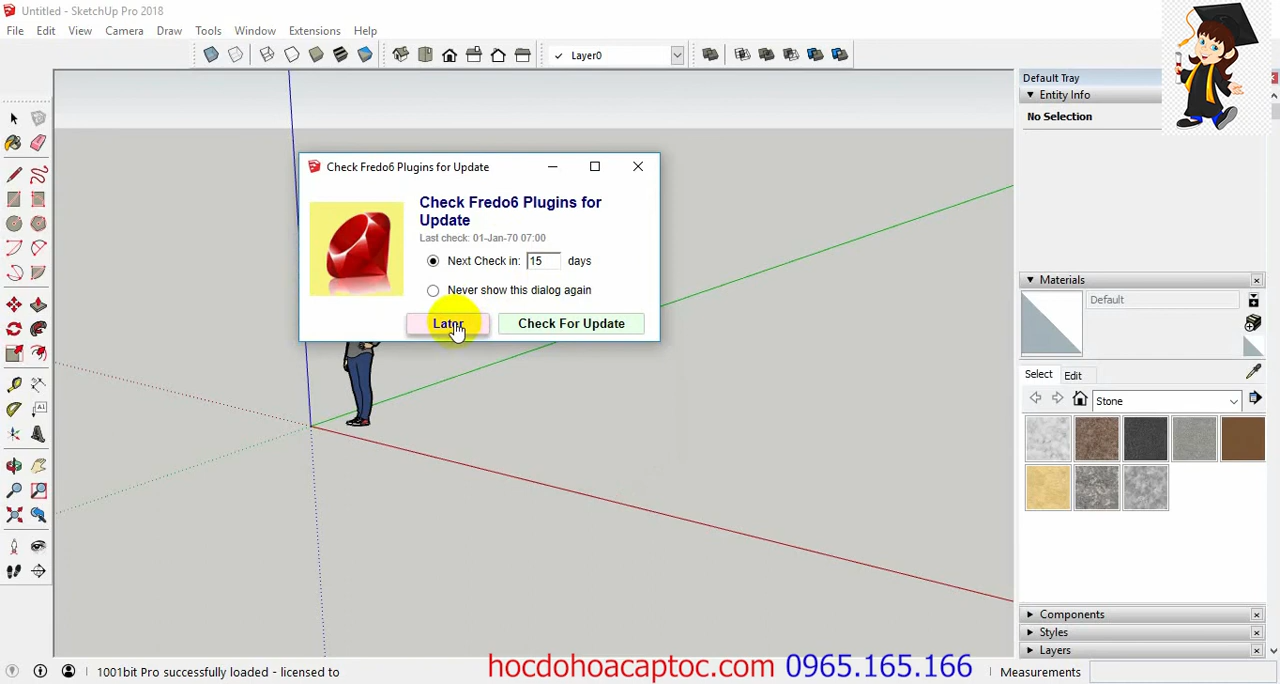 Untitled - SketchUp Pro 2018
File Edit View Camera Draw Tools Window Extensions Help
Layer0
Default Tray
Entity Info
No Selection
Check Fredo6 Plugins for Update
Check Fredo6 Plugins for
Update
Last check: 01-Jan-70 07:00
Next Check in: 15 days
Never show this dialog again
Later Check For Update
Materials
Default
Select Edit
Stone
Components
Styles
Layers
1001bit Pro successfully loaded - licensed to
hocdohoacaptoc.com 0965.165.166
Measurements